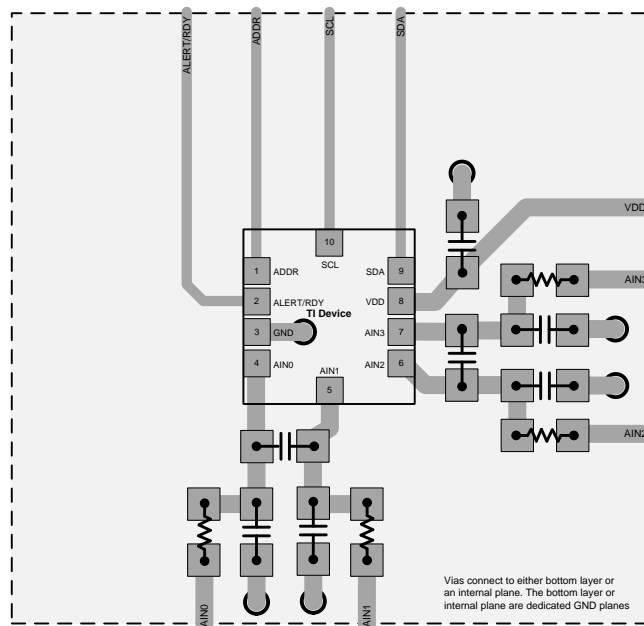 ALERT/RDY
ADDR
SCL
SDA
VDD
10
SCL
1 ADDR
SDA 9
2 ALERT/RDY
VDD 8
TI Device
3 GND
AIN3 7
4 AIN0
AIN2 6
AIN1
5
AIN3
AIN2
AIN0
AIN1
Vias connect to either bottom layer or
an internal plane. The bottom layer or
internal plane are dedicated GND planes